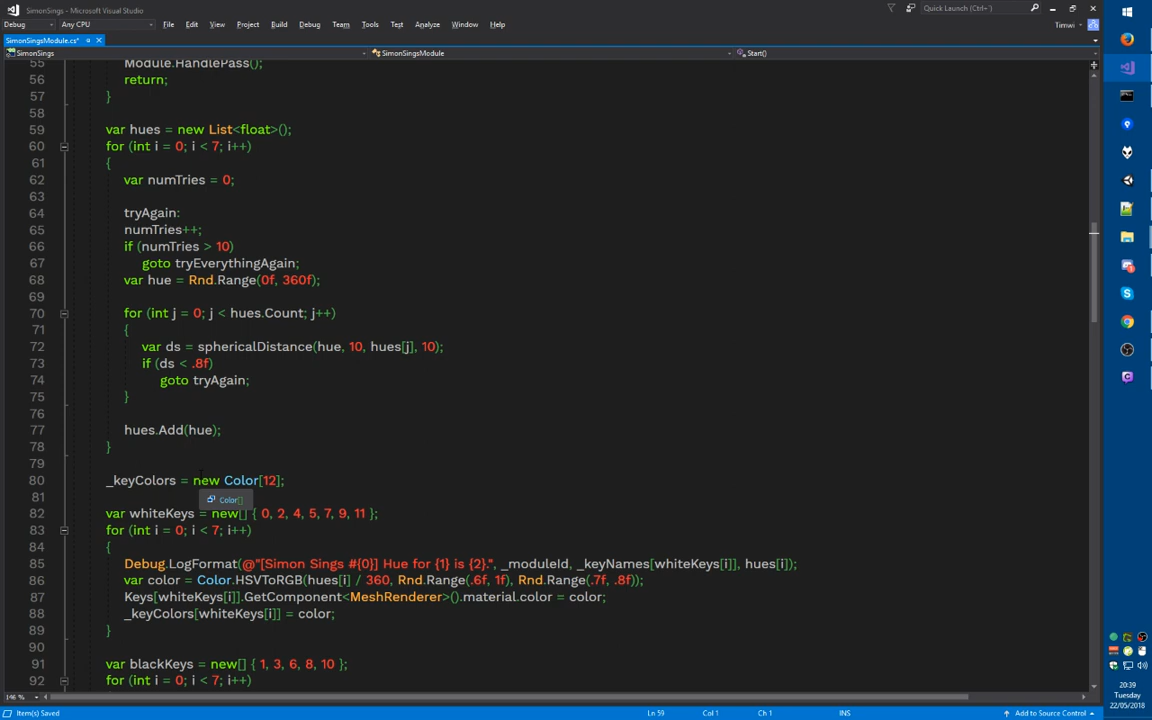 SimonSings - Microsoft Visual Studio
Quick Launch (Ctrl+`)
File Edit View Project Build Debug Team Tools Test Analyze Window Help
Timwi
Debug Any CPU
SimonSingsModule.cs*
SimonSings SimonSingsModule Start()
55 Module.HandlePass();
56 return;
57 }
58
59 var hues = new List<float>();
60 for (int i = 0; i < 7; i++)
61 {
62 var numTries = 0;
63
64 tryAgain:
65 numTries++;
66 if (numTries > 10)
67 goto tryEverythingAgain;
68 var hue = Rnd.Range(0f, 360f);
69
70 for (int j = 0; j < hues.Count; j++)
71 {
72 var ds = sphericalDistance(hue, 10, hues[j], 10);
73 if (ds < .8f)
74 goto tryAgain;
75 }
76
77 hues.Add(hue);
78 }
79
80 _keyColors = new Color[12];
Color[]
81
82 var whiteKeys = new[] { 0, 2, 4, 5, 7, 9, 11 };
83 for (int i = 0; i < 7; i++)
84 {
85 Debug.LogFormat(@"[Simon Sings #{0}] Hue for {1} is {2}.", _moduleId, _keyNames[whiteKeys[i]], hues[i]);
86 var color = Color.HSVToRGB(hues[i] / 360, Rnd.Range(.6f, 1f), Rnd.Range(.7f, .8f));
87 Keys[whiteKeys[i]].GetComponent<MeshRenderer>().material.color = color;
88 _keyColors[whiteKeys[i]] = color;
89 }
90
91 var blackKeys = new[] { 1, 3, 6, 8, 10 };
92 for (int i = 0; i < 7; i++)
146 %
Item(s) Saved Ln 59 Col 1 Ch 1 INS Add to Source Control
20:39
Tuesday
22/05/2018